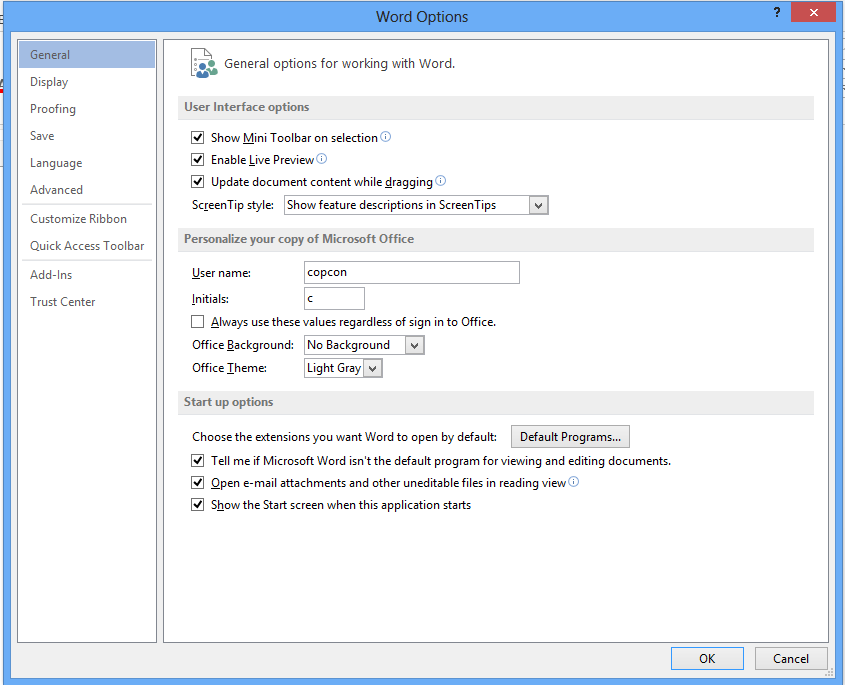 Word Options
?
General
Display
Proofing
Save
Language
Advanced
Customize Ribbon
Quick Access Toolbar
Add-Ins
Trust Center
General options for working with Word.
User Interface options
Show Mini Toolbar on selection
Enable Live Preview
Update document content while dragging
ScreenTip style: Show feature descriptions in ScreenTips
Personalize your copy of Microsoft Office
User name: copcon
Initials: c
Always use these values regardless of sign in to Office.
Office Background: No Background
Office Theme: Light Gray
Start up options
Choose the extensions you want Word to open by default: Default Programs...
Tell me if Microsoft Word isn't the default program for viewing and editing documents.
Open e-mail attachments and other uneditable files in reading view
Show the Start screen when this application starts
OK Cancel